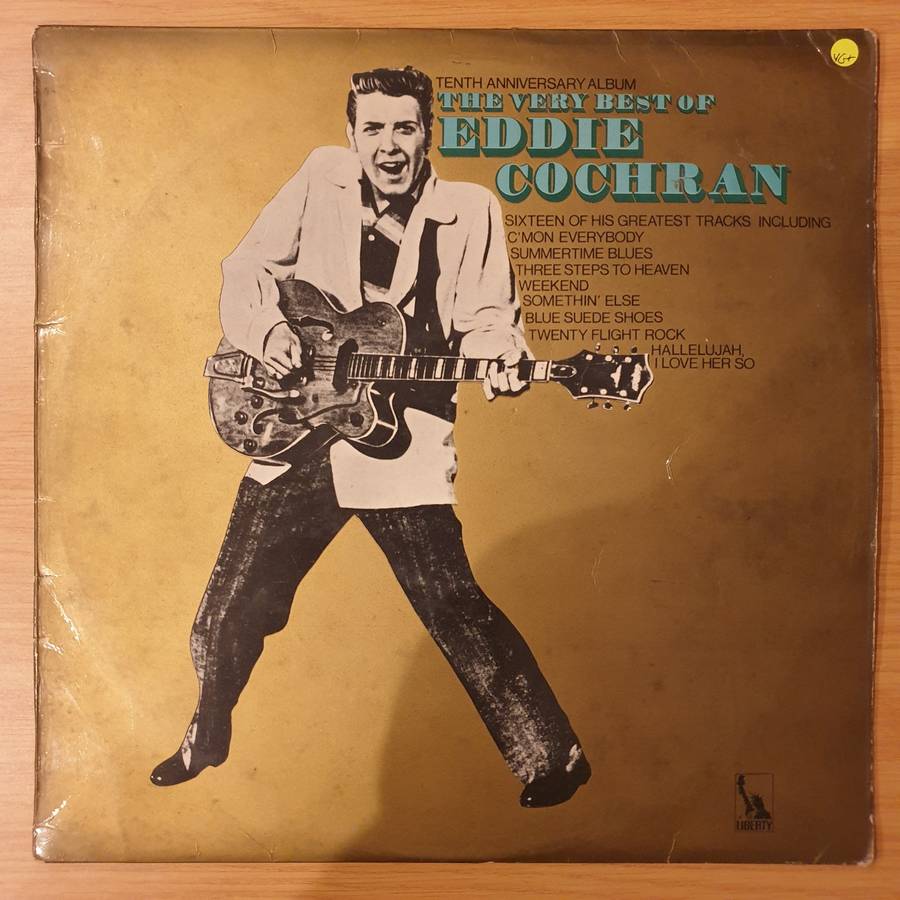 VG+
TENTH ANNIVERSARY ALBUM
THE VERY BEST OF
EDDIE
COCHRAN
SIXTEEN OF HIS GREATEST TRACKS INCLUDING
C'MON EVERYBODY
SUMMERTIME BLUES
THREE STEPS TO HEAVEN
WEEKEND
SOMETHIN' ELSE
BLUE SUEDE SHOES
TWENTY FLIGHT ROCK
HALLELUJAH,
I LOVE HER SO
LIBERTY